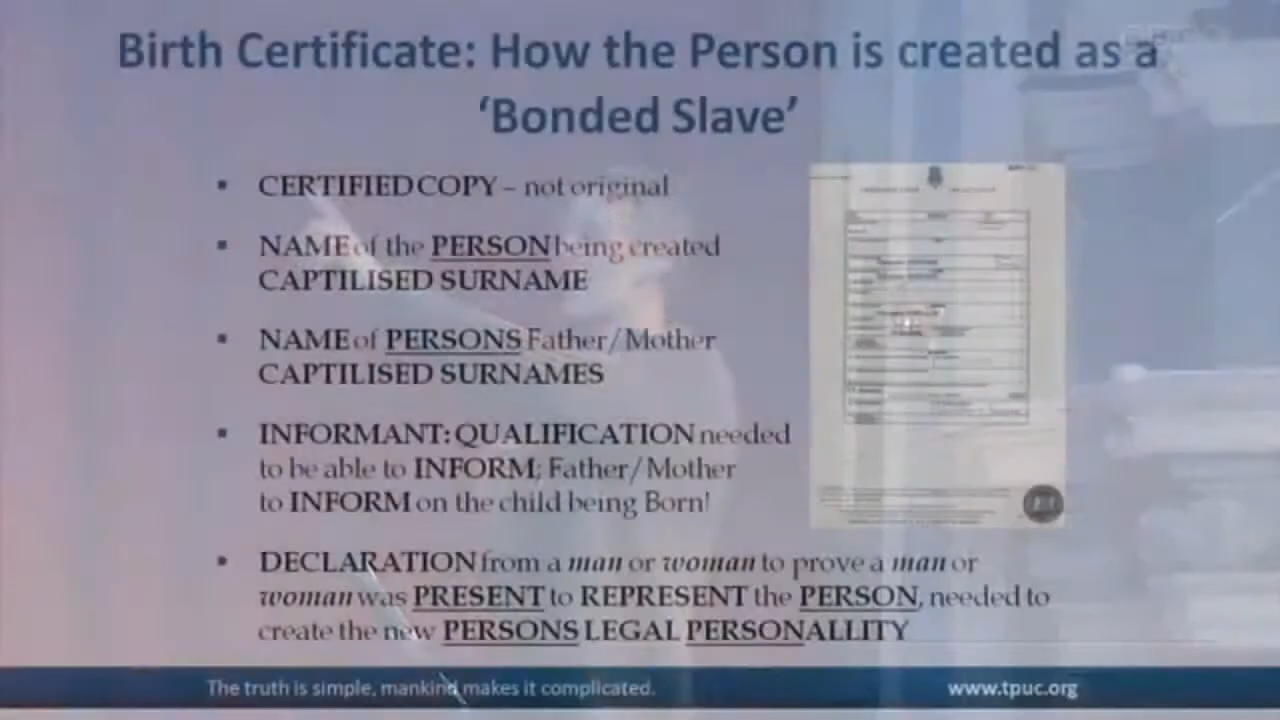 Birth Certificate: How the Person is created as a
‘Bonded Slave’
▪ CERTIFIED COPY – not original
▪ NAME of the PERSON being created
CAPTILISED SURNAME
▪ NAME of PERSONS Father/Mother
CAPTILISED SURNAMES
▪ INFORMANT: QUALIFICATION needed
to be able to INFORM; Father/Mother
to INFORM on the child being Born!
▪ DECLARATION from a man or woman to prove a man or
woman was PRESENT to REPRESENT the PERSON, needed to
create the new PERSONS LEGAL PERSONALLITY
The truth is simple, mankind makes it complicated.
www.tpuc.org